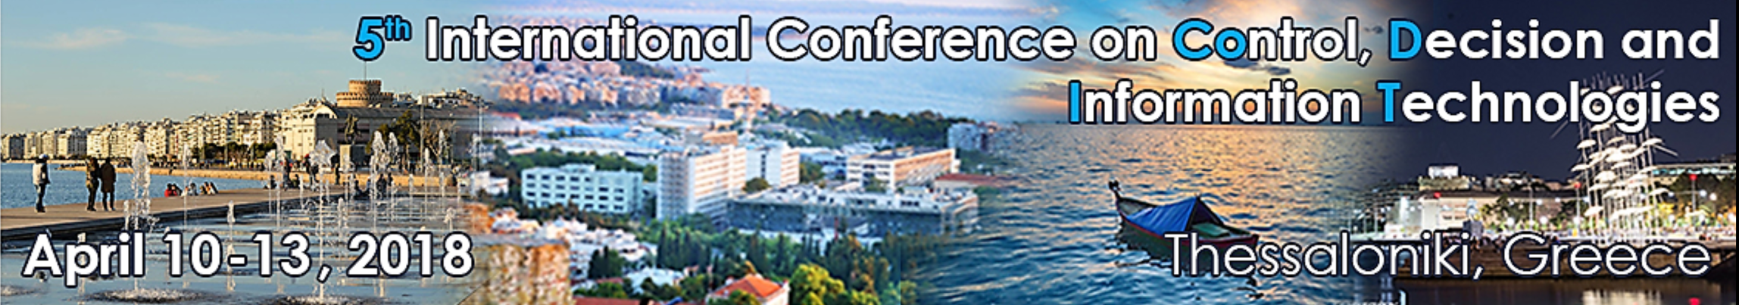 5th International Conference on Control, Decision and
Information Technologies
April 10-13, 2018
Thessaloniki, Greece